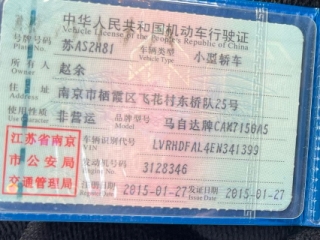 中华人民共和国机动车行驶证
Vehicle License of the People's Republic of China
号牌号码 苏AS2H81 车辆类型 小型轿车
Vehicle Type
所有人 赵余
住址 南京市栖霞区飞花村东桥队25号
使用性质 非营运 品牌型号 马自达牌CAM7150A5
江苏省南京
市公安局
交通管理局
车辆识别代号 LVRHDFAL4EN341399
VIN
发动机号码 3128346
注册日期 2015-01-27 发证日期 2015-01-27
Register Date Issue Date